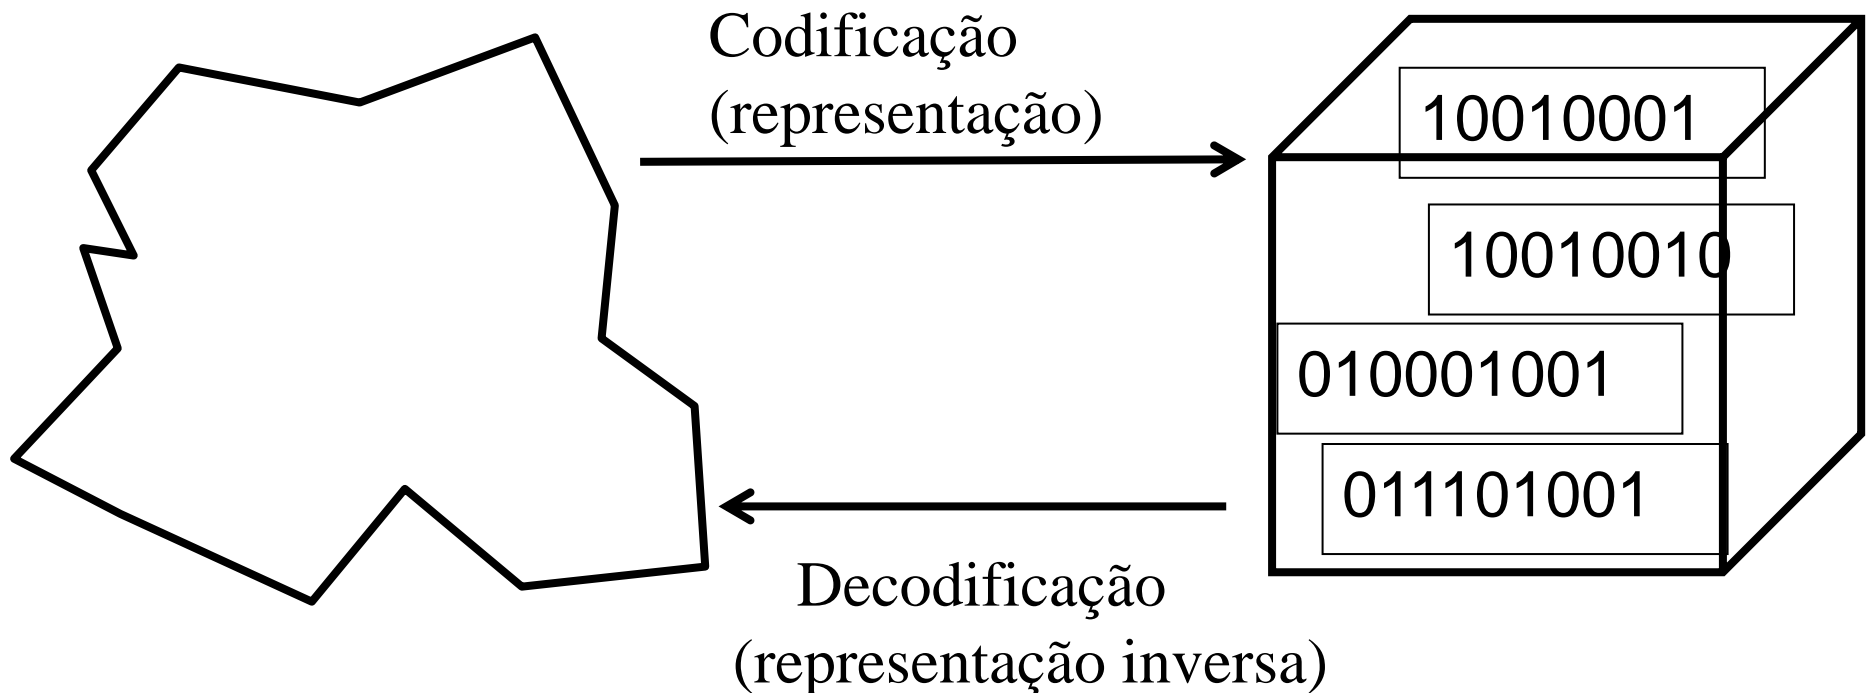 Codificação
(representação)
10010001
10010010
010001001
011101001
Decodificação
(representação inversa)